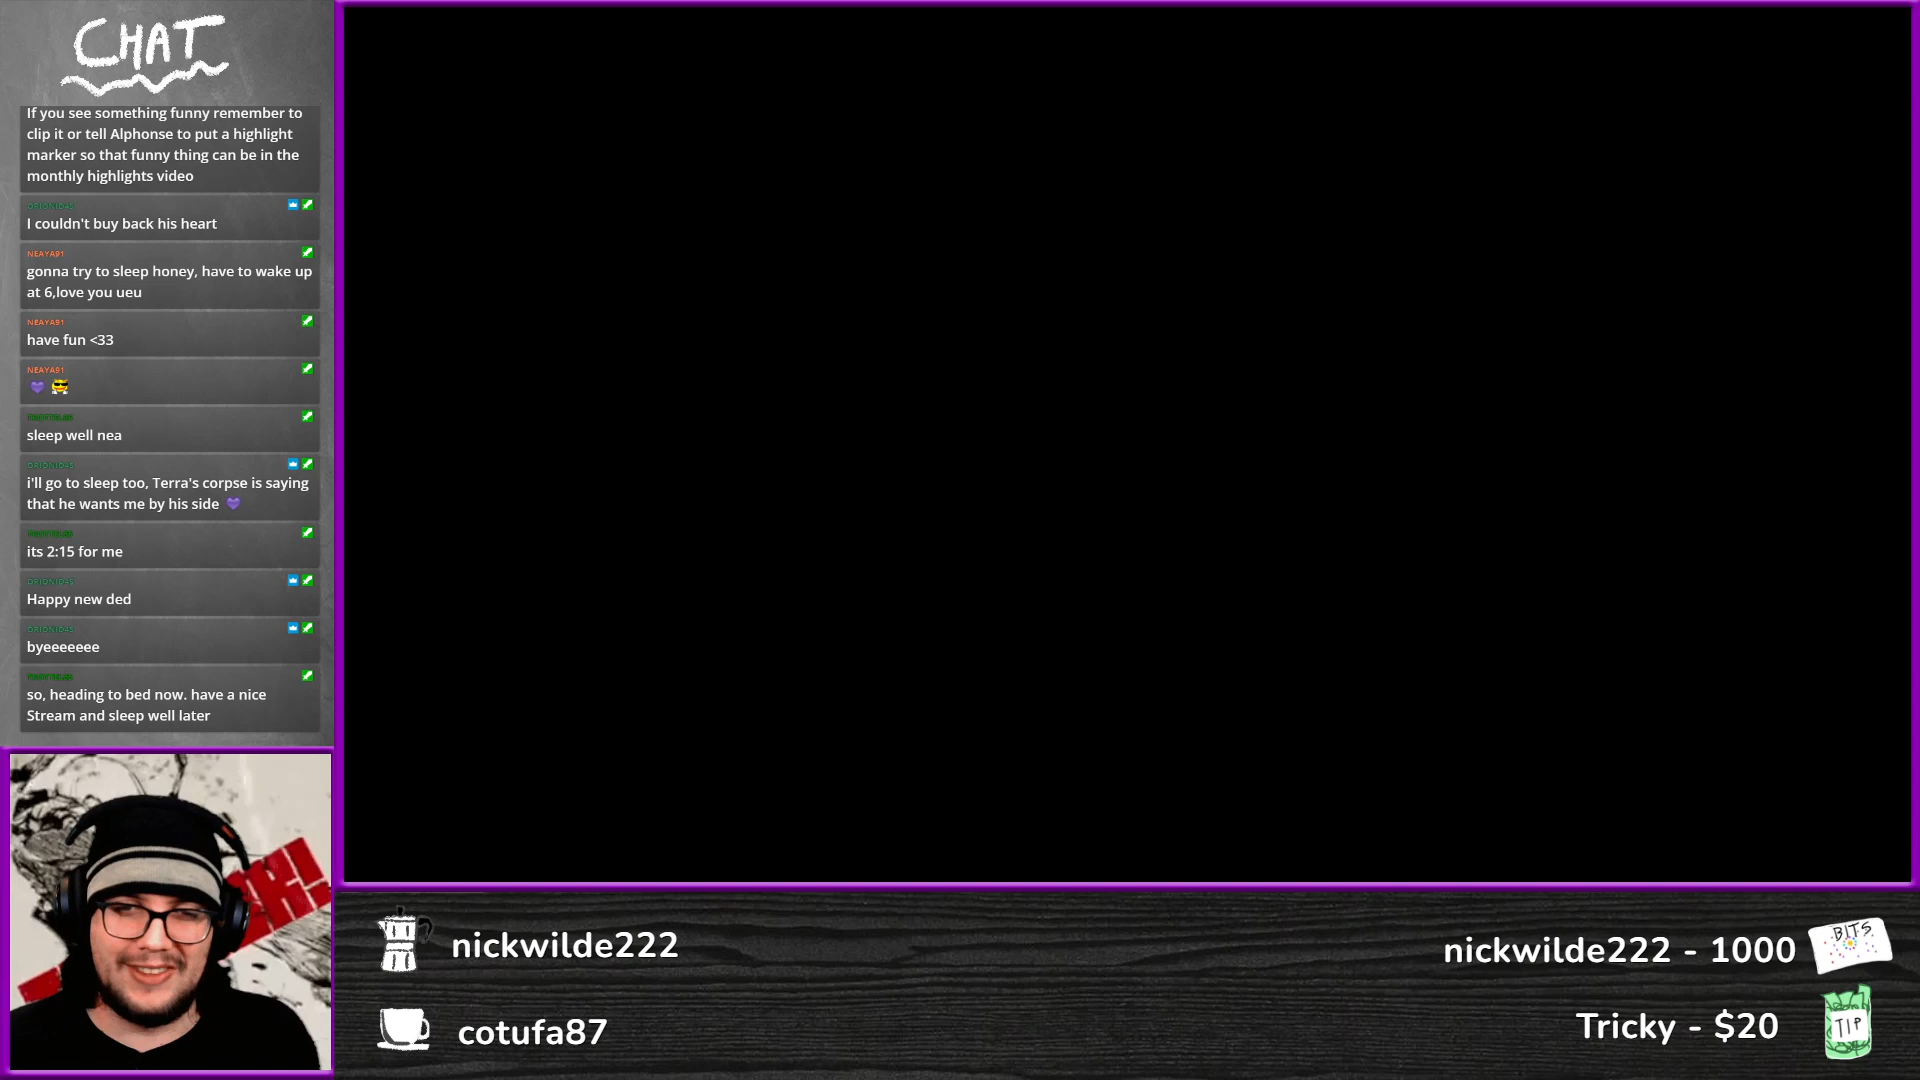 CHAT
If you see something funny remember to
clip it or tell Alphonse to put a highlight
marker so that funny thing can be in the
monthly highlights video
ORIONID45
I couldn't buy back his heart
NEAYA91
gonna try to sleep honey, have to wake up
at 6,love you ueu
NEAYA91
have fun <33
NEAYA91
sleep well nea
ORIONID45
i'll go to sleep too, Terra's corpse is saying
that he wants me by his side
its 2:15 for me
ORIONID45
Happy new ded
ORIONID45
byeeeeeee
so, heading to bed now. have a nice
Stream and sleep well later
nickwilde222
cotufa87
nickwilde222 - 1000
BITS
Tricky - $20
TIP